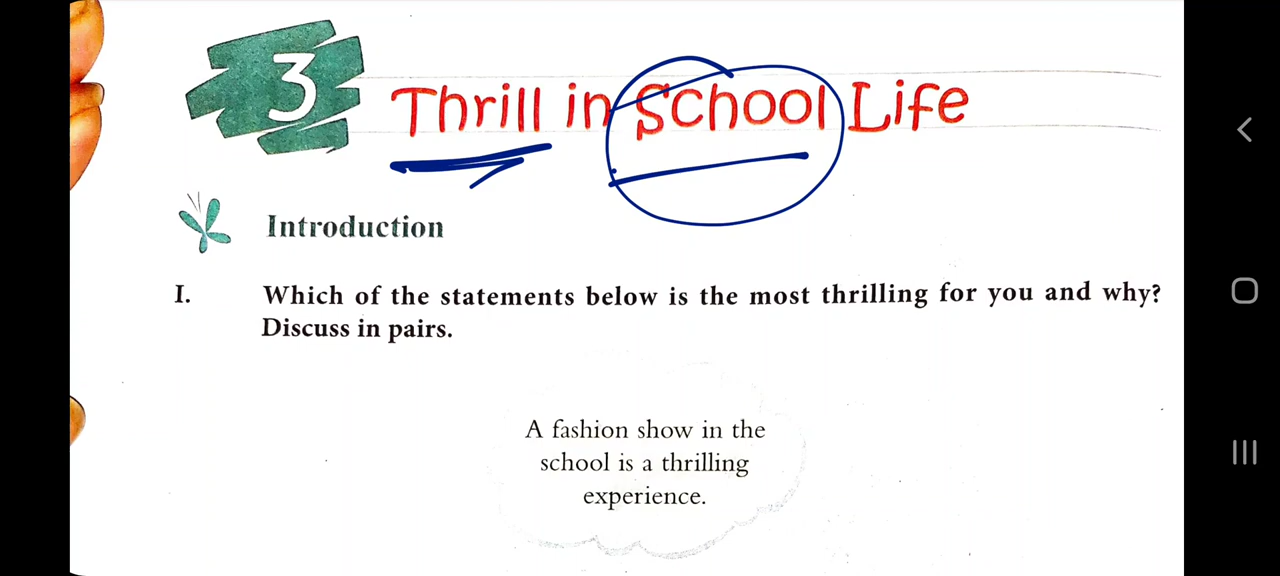 3
Thrill in School Life
Introduction
I. Which of the statements below is the most thrilling for you and why?
Discuss in pairs.
A fashion show in the
school is a thrilling
experience.